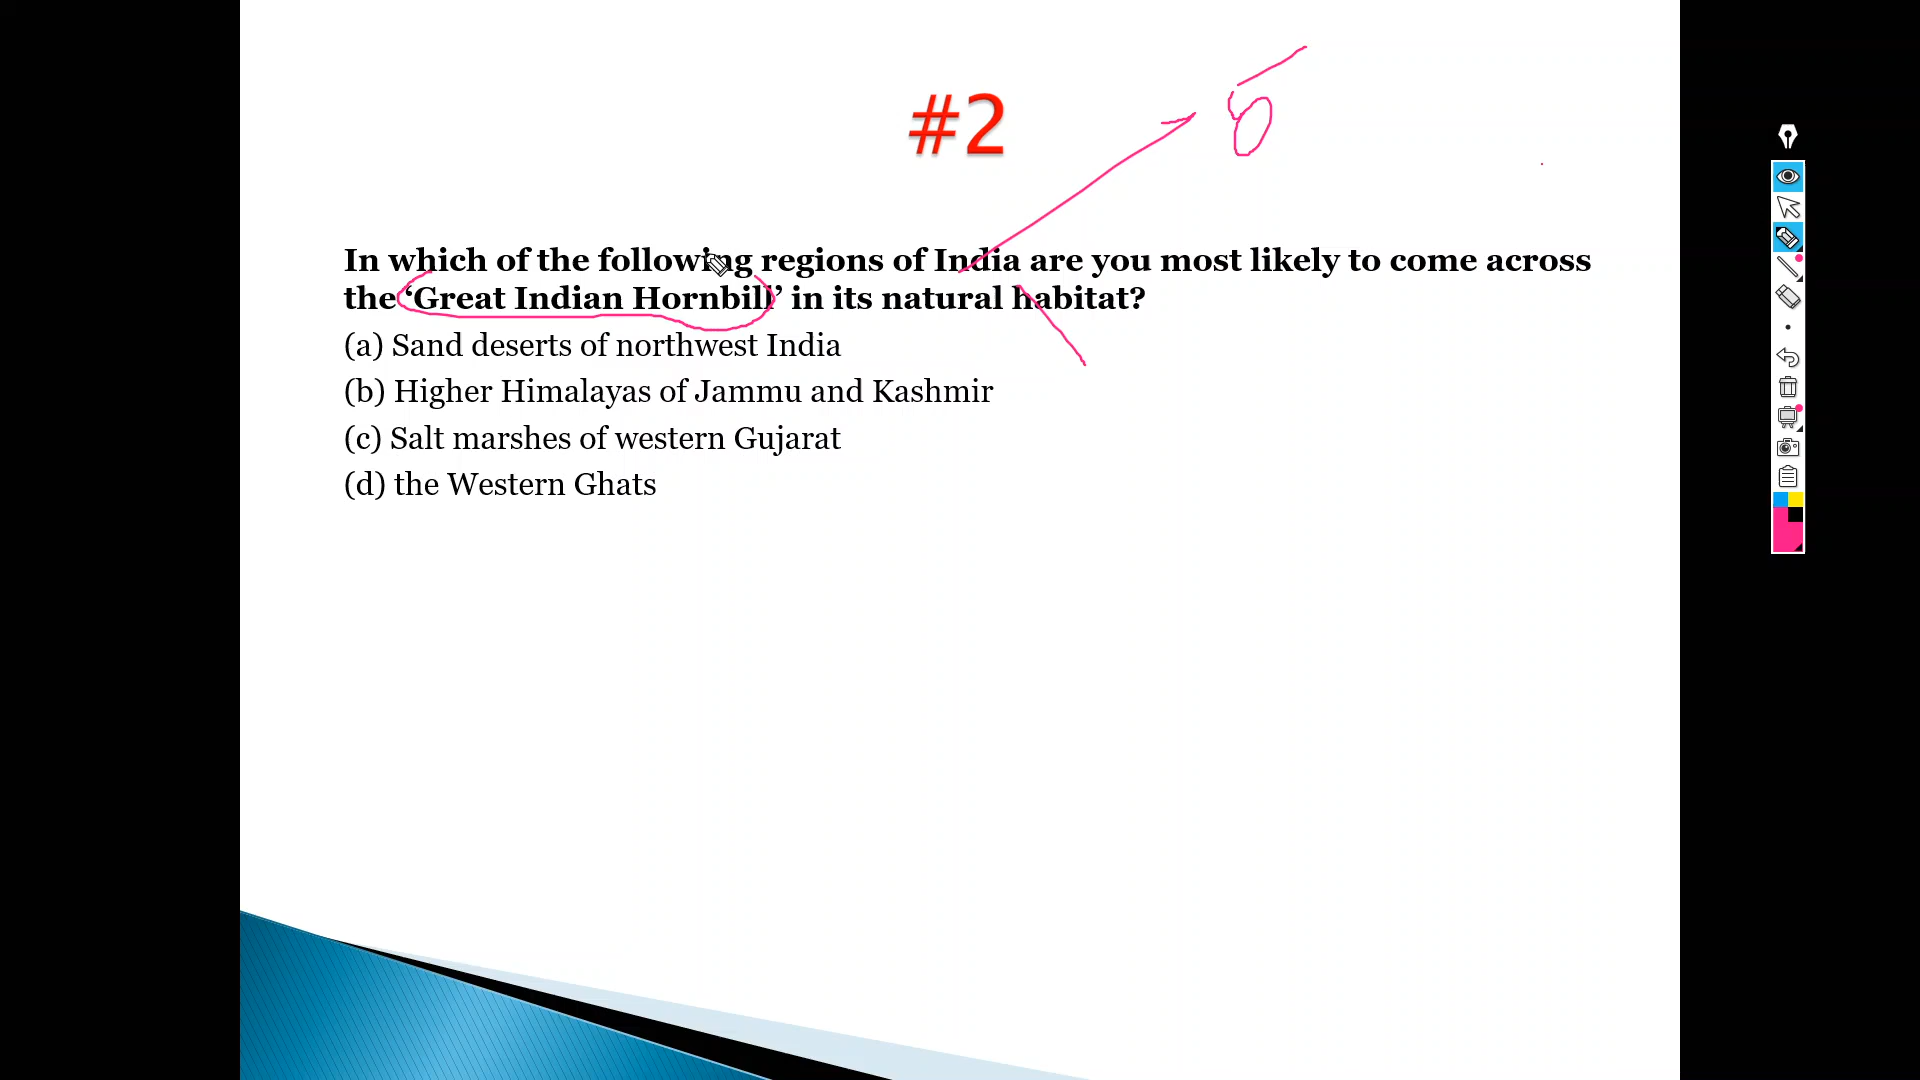 #2
In which of the following regions of India are you most likely to come across
the ‘Great Indian Hornbill’ in its natural habitat?
(a) Sand deserts of northwest India
(b) Higher Himalayas of Jammu and Kashmir
(c) Salt marshes of western Gujarat
(d) the Western Ghats